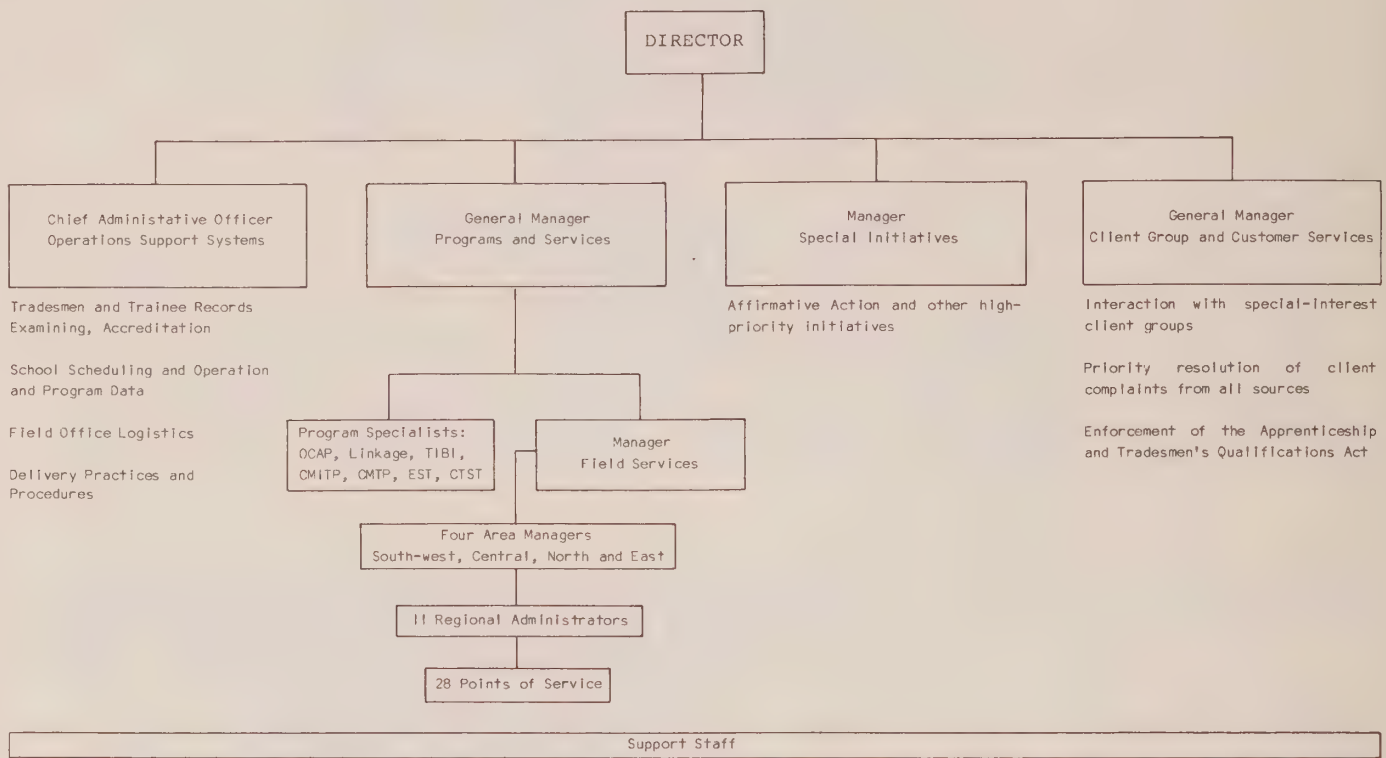 DIRECTOR
Chief Administative Officer
Operations Support Systems
General Manager
Programs and Services
Manager
Special Initiatives
General Manager
Client Group and Customer Services
Tradesmen and Trainee Records
Examining, Accreditation
School Scheduling and Operation
and Program Data
Field Office Logistics
Delivery Practices and
Procedures
Affirmative Action and other high-
priority initiatives
Interaction with special-interest
client groups
Priority resolution of client
complaints from all sources
Enforcement of the Apprenticeship
and Tradesmen's Qualifications Act
Program Specialists:
OCAP, Linkage, TIBI,
CMITP, CMTP, EST, CTST
Manager
Field Services
Four Area Managers
South-west, Central, North and East
11 Regional Administrators
28 Points of Service
Support Staff